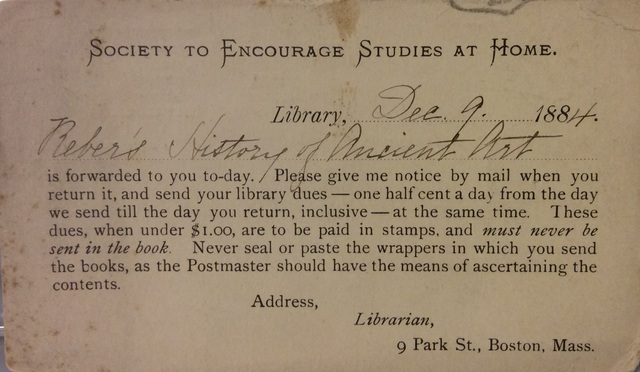 SOCIETY TO ENCOURAGE STUDIES AT HOME.
Library, Dec. 9. 1884.
Reber's History of Ancient Art
is forwarded to you to-day. Please give me notice by mail when you
return it, and send your library dues — one half cent a day from the day
we send till the day you return, inclusive — at the same time. These
dues, when under $1.00, are to be paid in stamps, and must never be
sent in the book. Never seal or paste the wrappers in which you send
the books, as the Postmaster should have the means of ascertaining the
contents.
Address,
Librarian,
9 Park St., Boston, Mass.